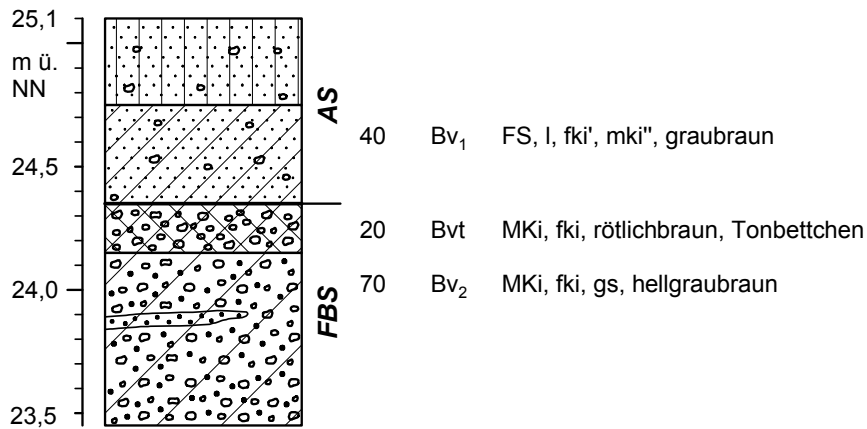 25,1
m ü.
NN
AS
40 Bv₁ FS, l, fki', mki'', graubraun
24,5
20 Bvt MKi, fki, rötlichbraun, Tonbettchen
24,0
70 Bv₂ MKi, fki, gs, hellgraubraun
FBS
23,5